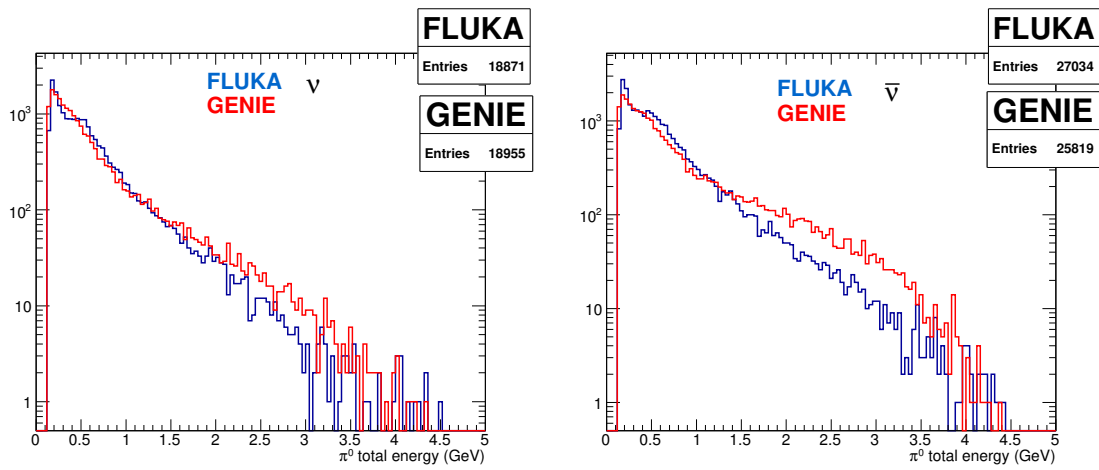 FLUKA
Entries 18871
FLUKA ν
GENIE
GENIE
Entries 18955
10³
10²
10
1
0 0.5 1 1.5 2 2.5 3 3.5 4 4.5 5
π⁰ total energy (GeV)
FLUKA
Entries 27034
FLUKA ν̅
GENIE
GENIE
Entries 25819
10³
10²
10
1
0 0.5 1 1.5 2 2.5 3 3.5 4 4.5 5
π⁰ total energy (GeV)